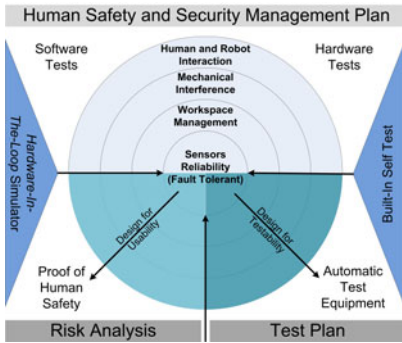 Human Safety and Security Management Plan
Software
Tests
Human and Robot
Interaction
Hardware
Tests
Mechanical
Interference
Workspace
Management
Sensors
Reliability
(Fault Tolerant)
Hardware-In-
The-Loop Simulator
Built-In Self Test
Design for
Usability
Design for
Testability
Proof of
Human
Safety
Automatic
Test
Equipment
Risk Analysis
Test Plan